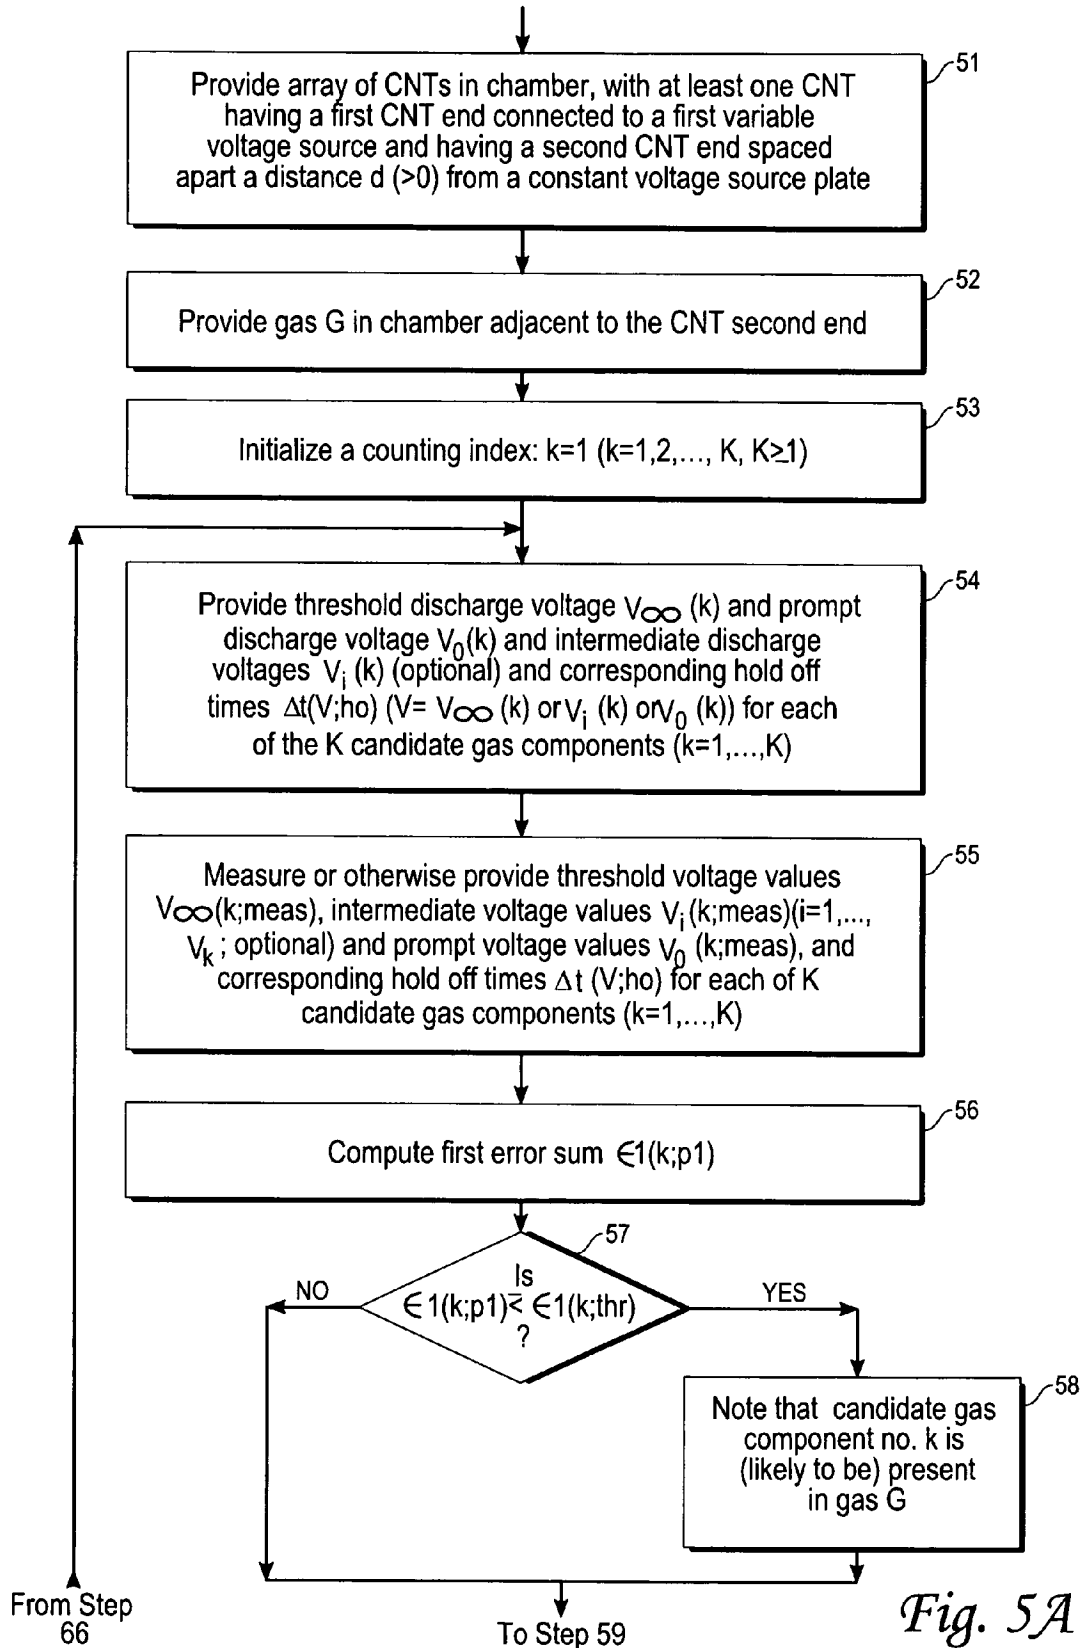 51
Provide array of CNTs in chamber, with at least one CNT
having a first CNT end connected to a first variable
voltage source and having a second CNT end spaced
apart a distance d (>0) from a constant voltage source plate
52
Provide gas G in chamber adjacent to the CNT second end
53
Initialize a counting index: k=1 (k=1,2,..., K, K≥1)
54
Provide threshold discharge voltage V∞ (k) and prompt
discharge voltage V₀(k) and intermediate discharge
voltages Vᵢ (k) (optional) and corresponding hold off
times Δt(V;ho) (V= V∞ (k) or Vᵢ (k) or V₀ (k)) for each
of the K candidate gas components (k=1,...,K)
55
Measure or otherwise provide threshold voltage values
V∞(k;meas), intermediate voltage values Vᵢ(k;meas)(i=1,...,
Vₖ ; optional) and prompt voltage values V₀ (k;meas), and
corresponding hold off times Δt (V;ho) for each of K
candidate gas components (k=1,...,K)
56
Compute first error sum ∈1(k;p1)
57
Is
∈1(k;p1) ≤ ∈1(k;thr)
?
NO
YES
58
Note that candidate gas
component no. k is
(likely to be) present
in gas G
From Step
66
To Step 59
Fig. 5A